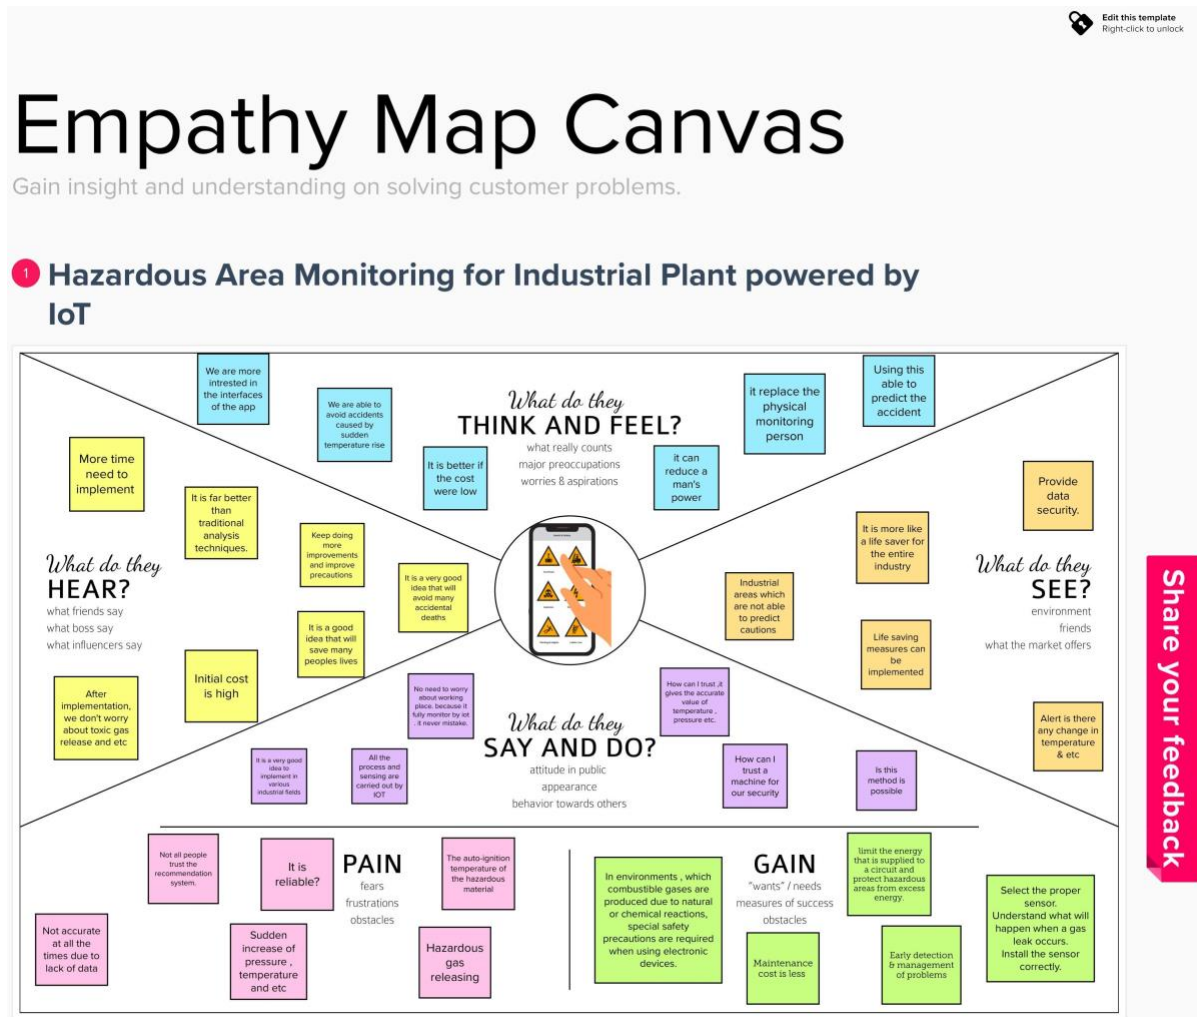 Edit this template
Right-click to unlock
Empathy Map Canvas
Gain insight and understanding on solving customer problems.
1
Hazardous Area Monitoring for Industrial Plant powered by
IoT
We are more
intrested in
the interfaces
of the app
We are able to
avoid accidents
caused by
sudden
temperature rise
It is better if
the cost
were low
What do they
THINK AND FEEL?
what really counts
major preoccupations
worries & aspirations
it can
reduce a
man's
power
it replace the
physical
monitoring
person
Using this
able to
predict the
accident
More time
need to
implement
It is far better
than
traditional
analysis
techniques.
Keep doing
more
improvements
and improve
precautions
It is a very good
idea that will
avoid many
accidental
deaths
What do they
HEAR?
what friends say
what boss say
what influencers say
It is a good
idea that will
save many
peoples lives
Initial cost
is high
After
implementation,
we don't worry
about toxic gas
release and etc
Provide
data
security.
It is more like
a life saver for
the entire
industry
Industrial
areas which
are not able
to predict
cautions
What do they
SEE?
environment
friends
what the market offers
Life saving
measures can
be
implemented
Alert is there
any change in
temperature
& etc
No need to worry
about working
place. because it
fully monitor by iot
. it never mistake.
It is a very good
idea to
implement in
various
industrial fields
All the
process and
sensing are
carried out by
IOT
What do they
SAY AND DO?
attitude in public
appearance
behavior towards others
How can I trust ,it
gives the accurate
value of
temperature ,
pressure etc.
How can I
trust a
machine for
our security
Is this
method is
possible
Share your feedback
Not all people
trust the
recommendation
system.
It is
reliable?
PAIN
fears
frustrations
obstacles
The auto-ignition
temperature of
the hazardous
material
Not accurate
at all the
times due to
lack of data
Sudden
increase of
pressure ,
temperature
and etc
Hazardous
gas
releasing
In environments , which
combustible gases are
produced due to natural
or chemical reactions,
special safety
precautions are required
when using electronic
devices.
GAIN
"wants" / needs
measures of success
obstacles
limit the energy
that is supplied to
a circuit and
protect hazardous
areas from excess
energy.
Maintenance
cost is less
Early detection
& management
of problems
Select the proper
sensor.
Understand what will
happen when a gas
leak occurs.
Install the sensor
correctly.